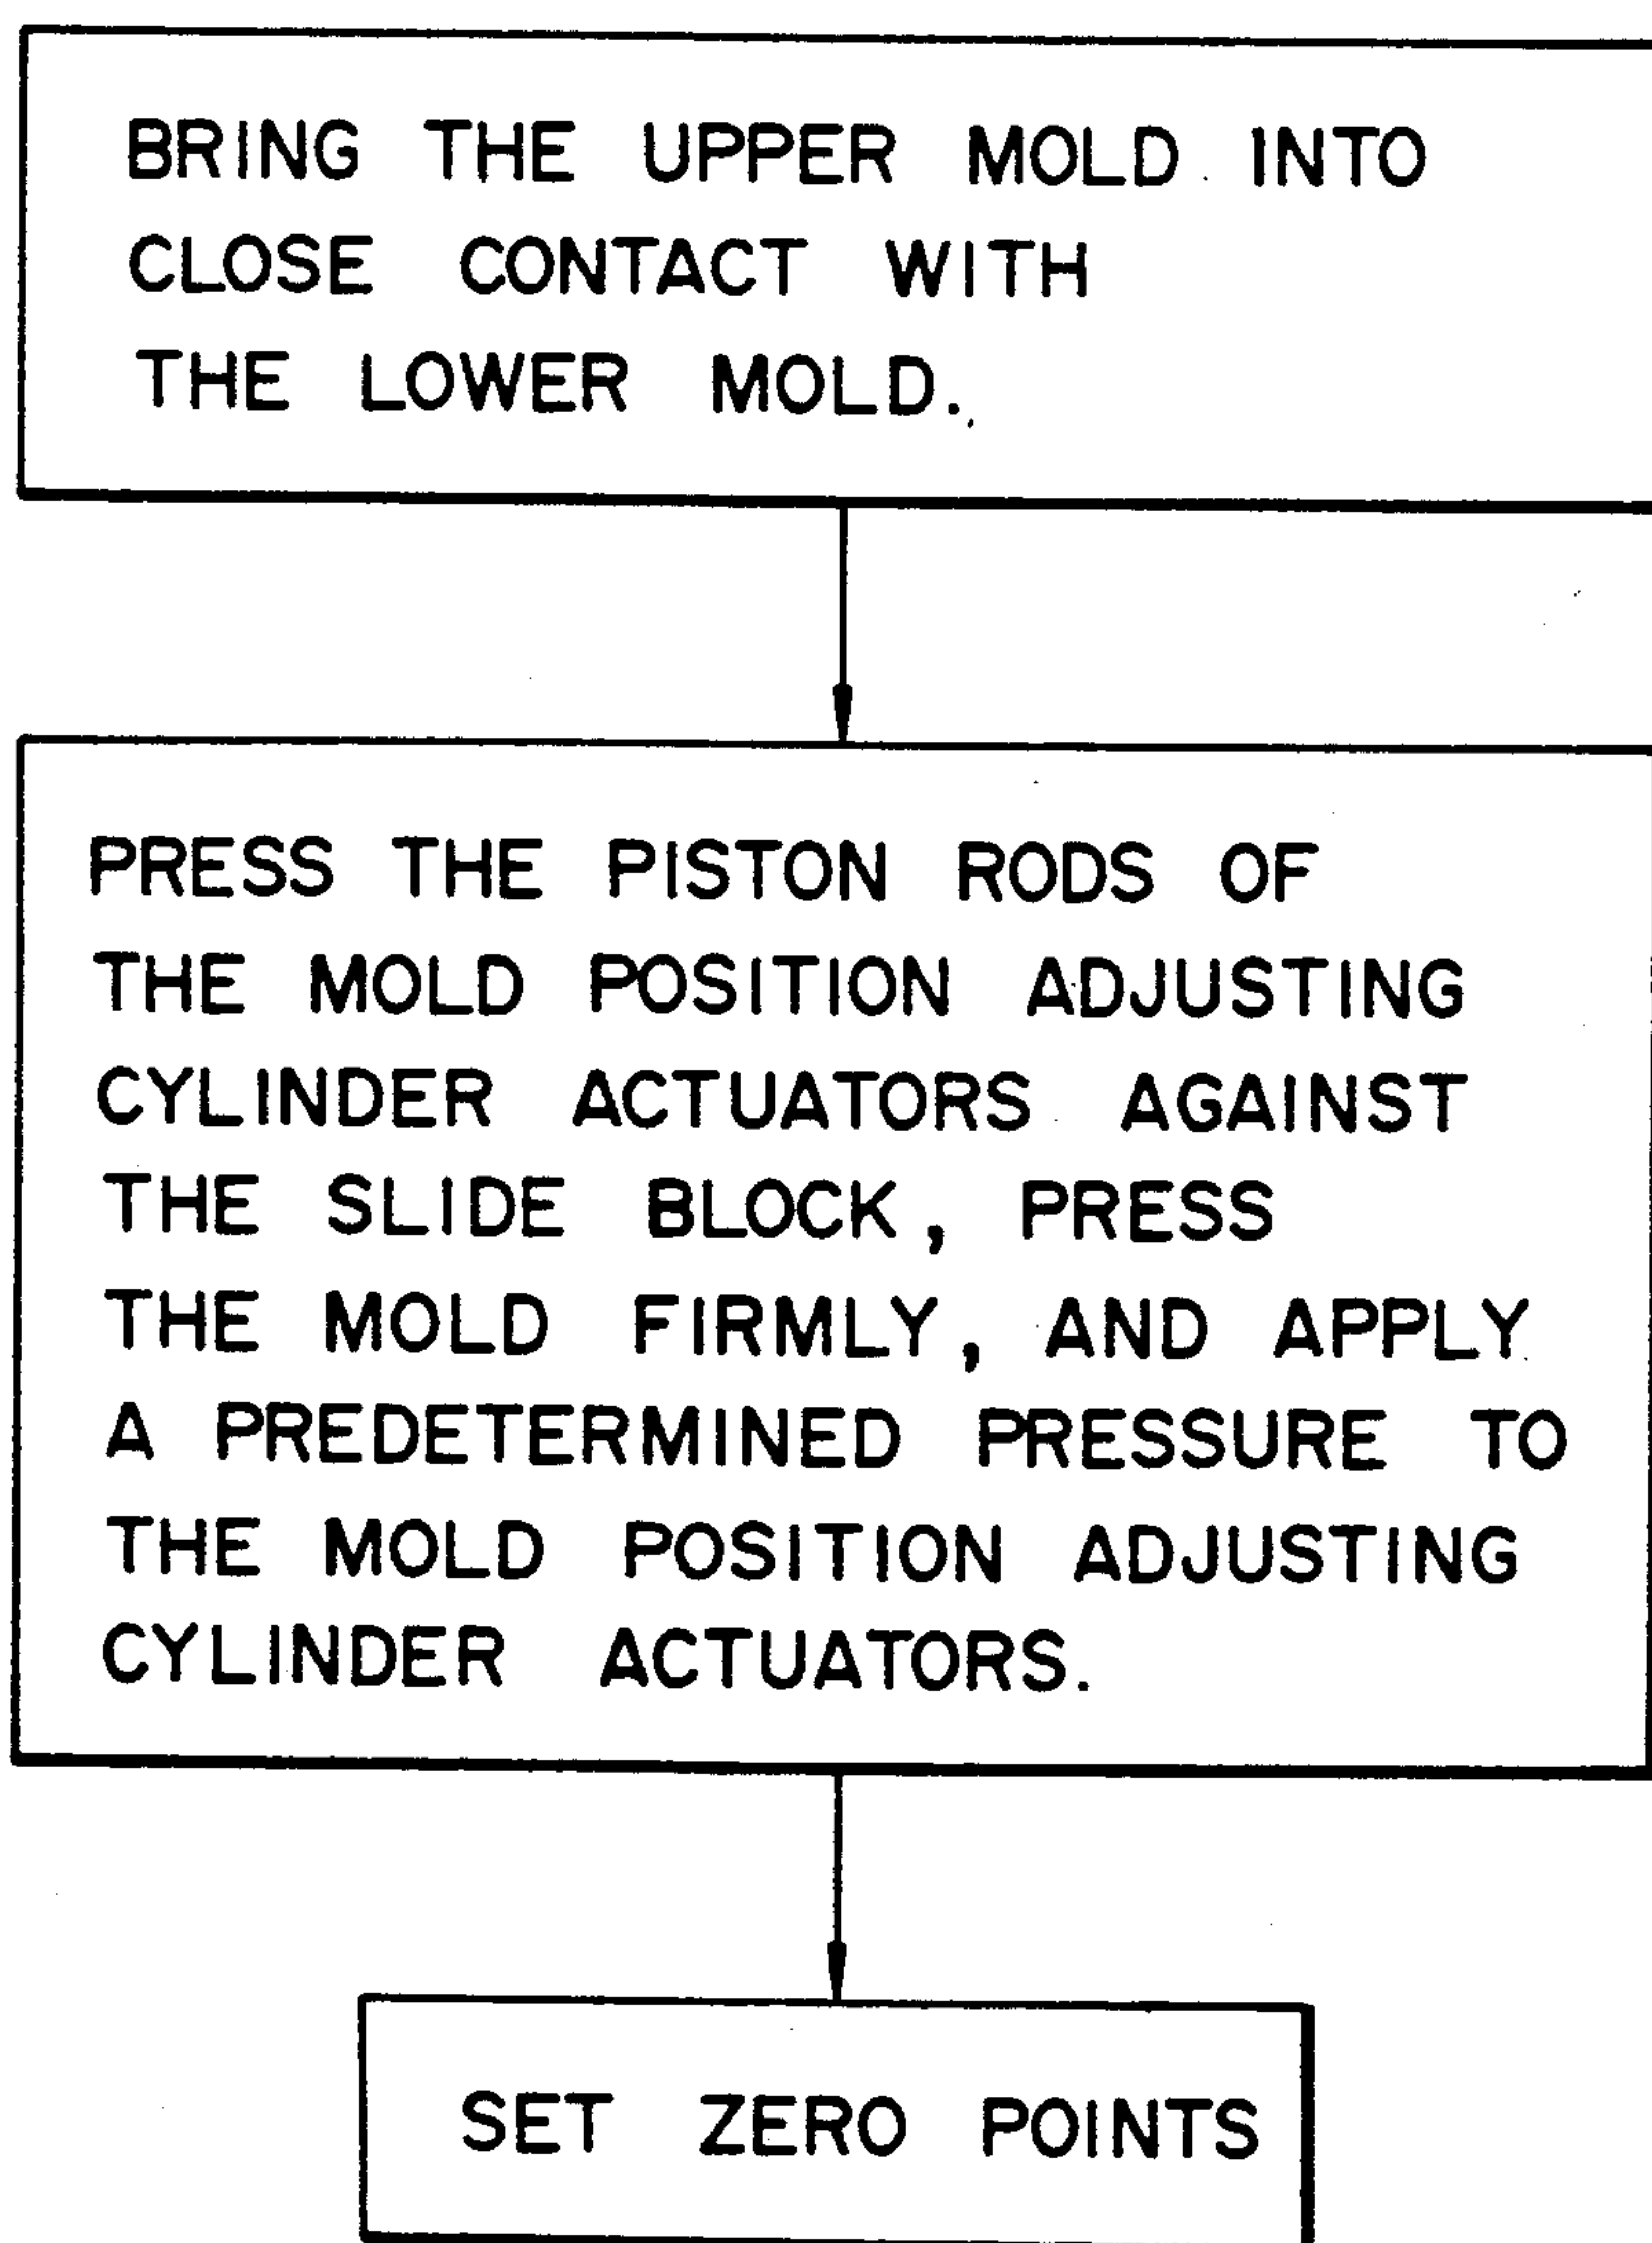 BRING THE UPPER MOLD INTO
CLOSE CONTACT WITH
THE LOWER MOLD.
PRESS THE PISTON RODS OF
THE MOLD POSITION ADJUSTING
CYLINDER ACTUATORS AGAINST
THE SLIDE BLOCK, PRESS
THE MOLD FIRMLY, AND APPLY
A PREDETERMINED PRESSURE TO
THE MOLD POSITION ADJUSTING
CYLINDER ACTUATORS.
SET ZERO POINTS